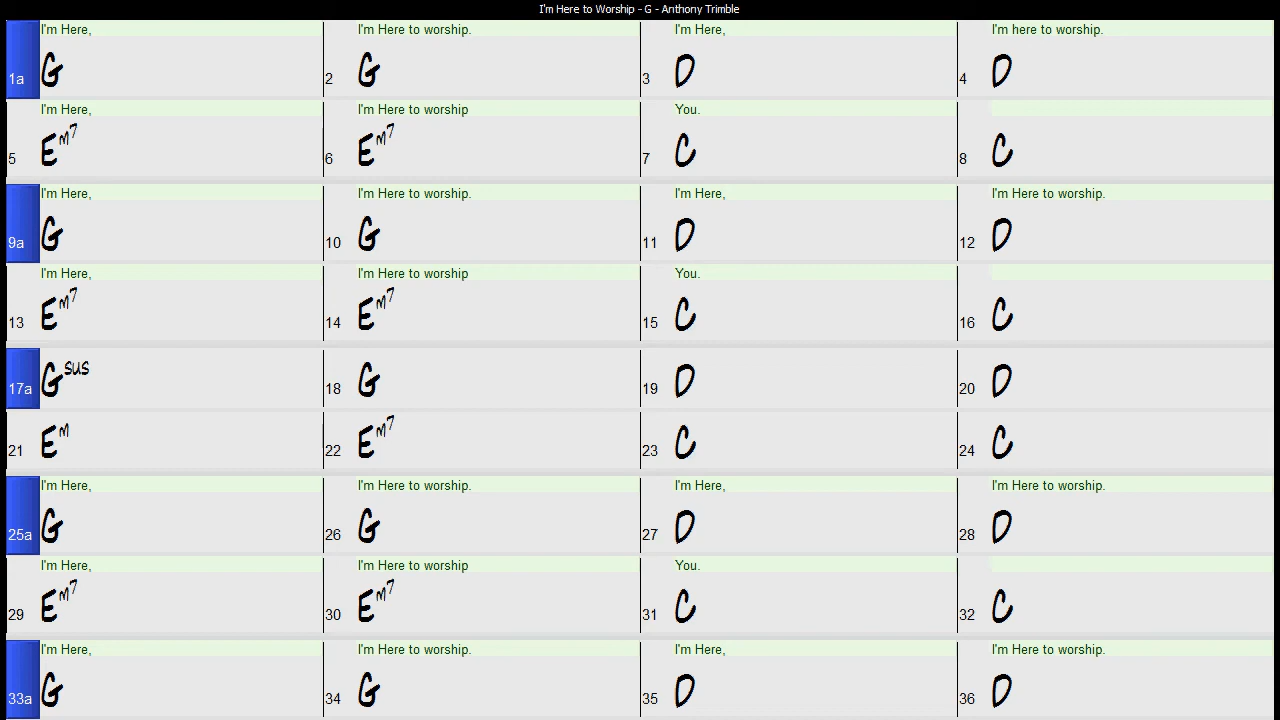 I'm Here to Worship - G - Anthony Trimble
I'm Here, I'm Here to worship. I'm Here, I'm here to worship.
1a G 2 G 3 D 4 D
I'm Here, I'm Here to worship You.
5 Em7 6 Em7 7 C 8 C
I'm Here, I'm Here to worship. I'm Here, I'm Here to worship.
9a G 10 G 11 D 12 D
I'm Here, I'm Here to worship You.
13 Em7 14 Em7 15 C 16 C
17a Gsus 18 G 19 D 20 D
21 Em 22 Em7 23 C 24 C
I'm Here, I'm Here to worship. I'm Here, I'm Here to worship.
25a G 26 G 27 D 28 D
I'm Here, I'm Here to worship You.
29 Em7 30 Em7 31 C 32 C
I'm Here, I'm Here to worship. I'm Here, I'm Here to worship.
33a G 34 G 35 D 36 D